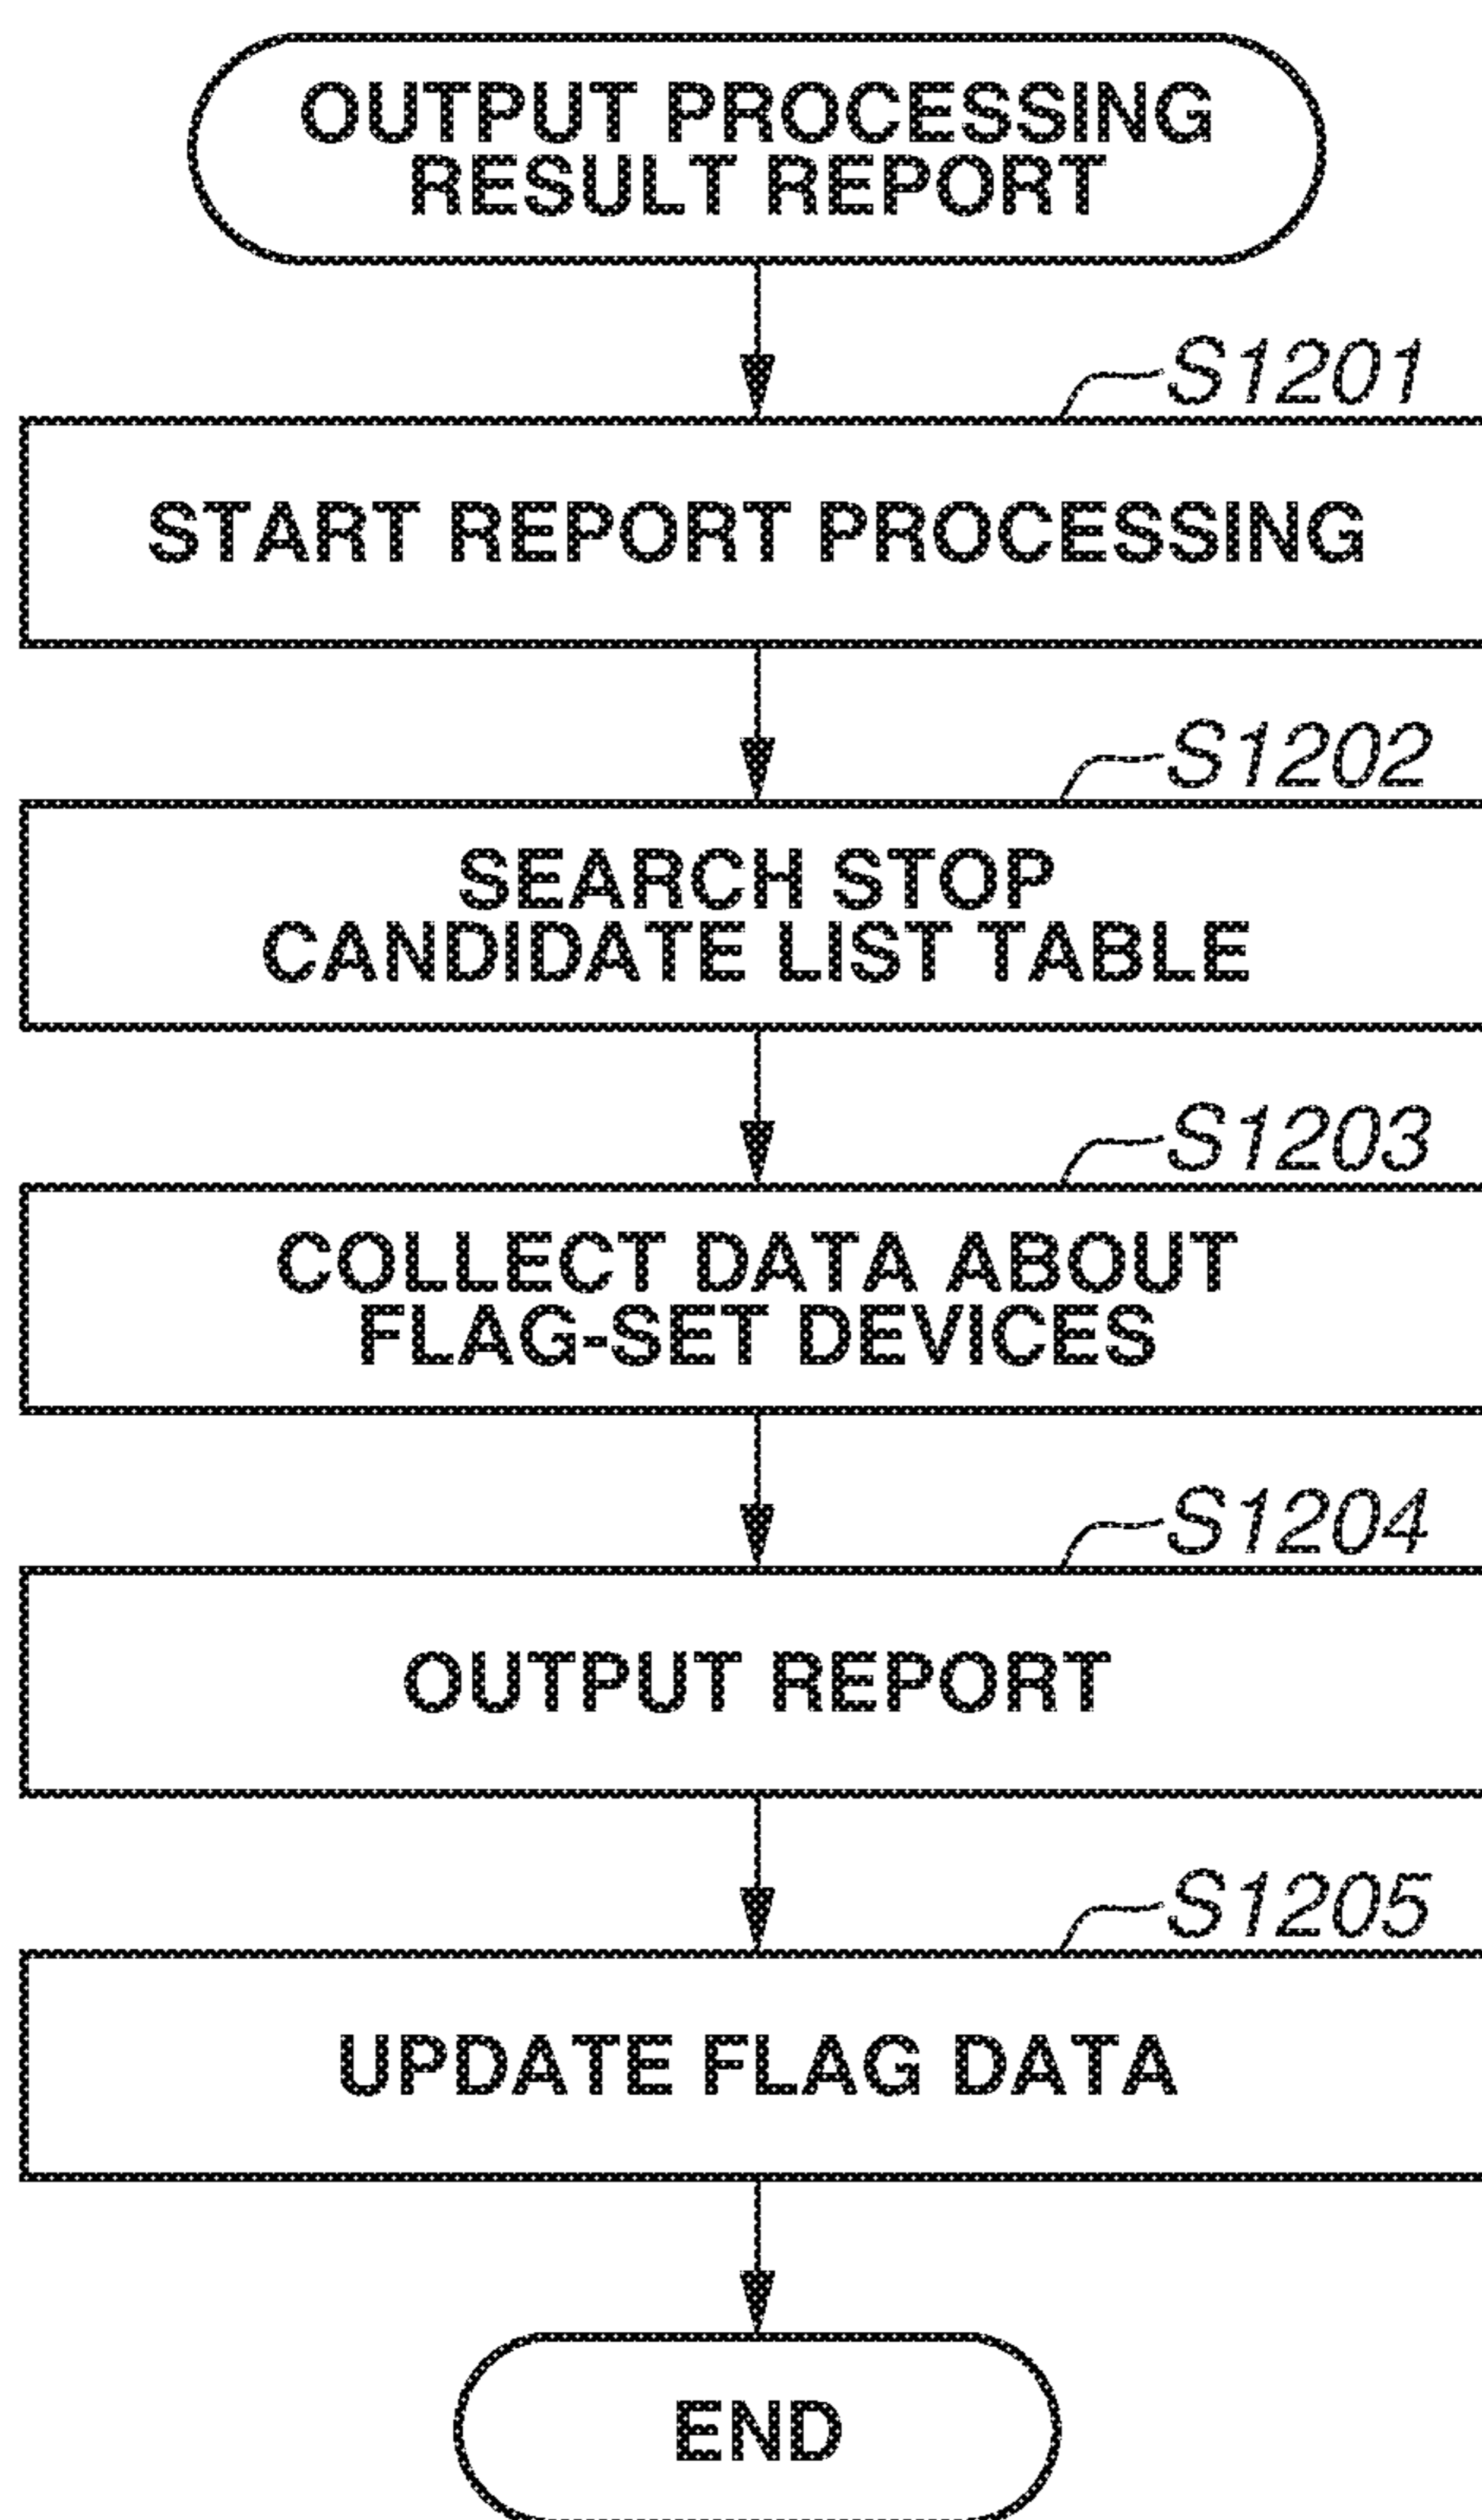 OUTPUT PROCESSING
RESULT REPORT
S1201
START REPORT PROCESSING
S1202
SEARCH STOP
CANDIDATE LIST TABLE
S1203
COLLECT DATA ABOUT
FLAG-SET DEVICES
S1204
OUTPUT REPORT
S1205
UPDATE FLAG DATA
END